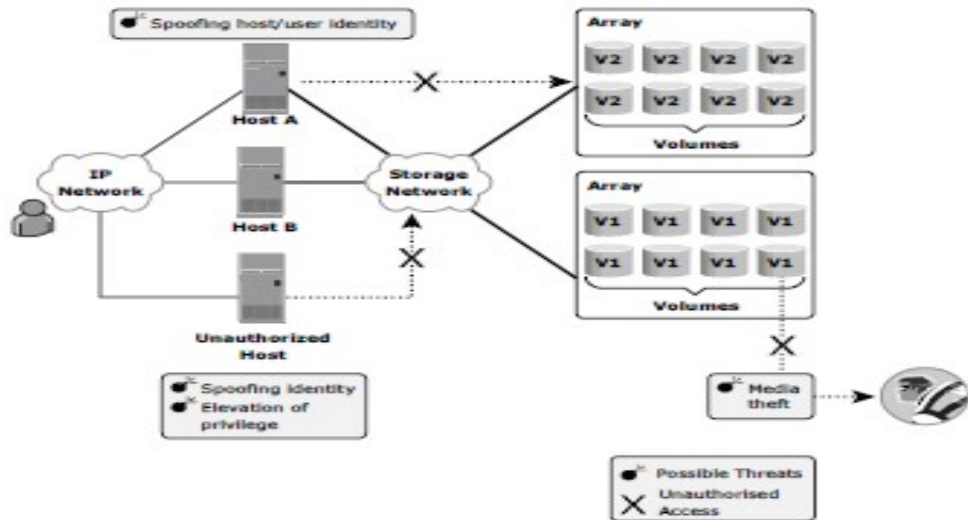 Spoofing host/user identity
Host A
IP
Network
Host B
Unauthorized
Host
Spoofing identity
Elevation of
privilege
Storage
Network
Array
V2 V2 V2 V2
V2 V2 V2 V2
Volumes
Array
V1 V1 V1 V1
V1 V1 V1 V1
Volumes
Media
theft
Possible Threats
Unauthorised
Access